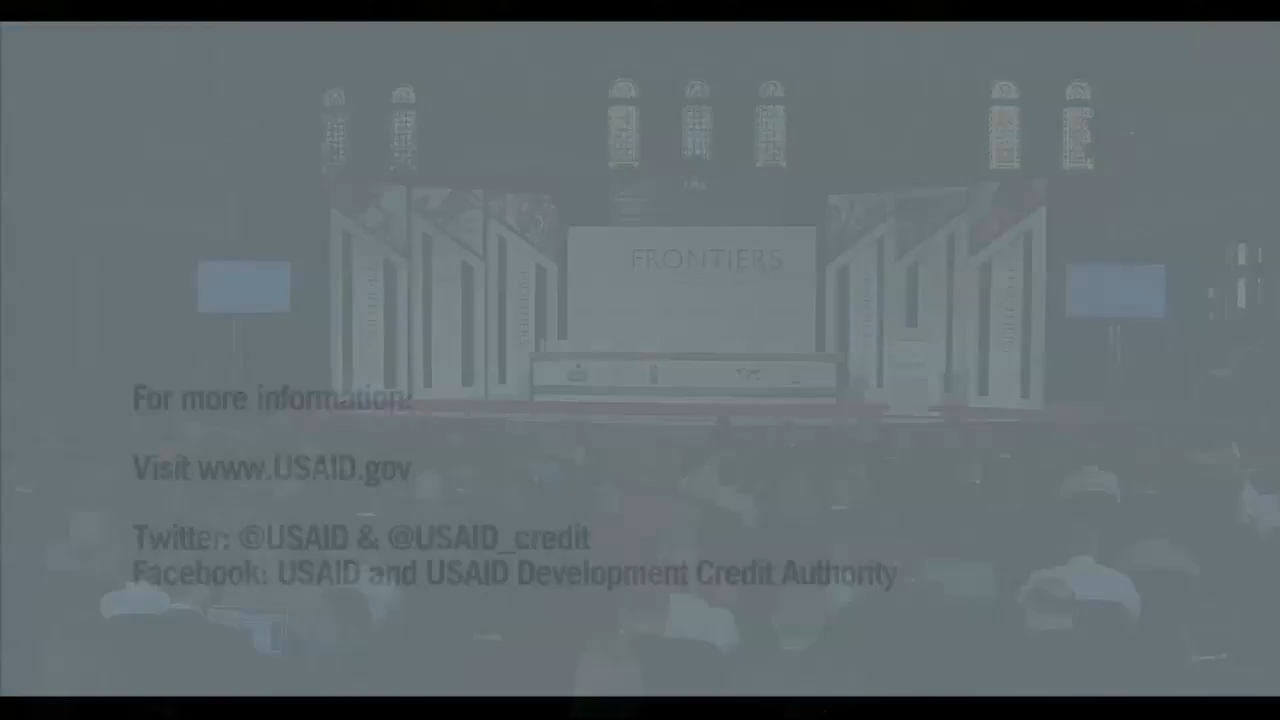 FRONTIERS
For more information:
Visit www.USAID.gov
Twitter: @USAID & @USAID_credit
Facebook: USAID and USAID Development Credit Authority